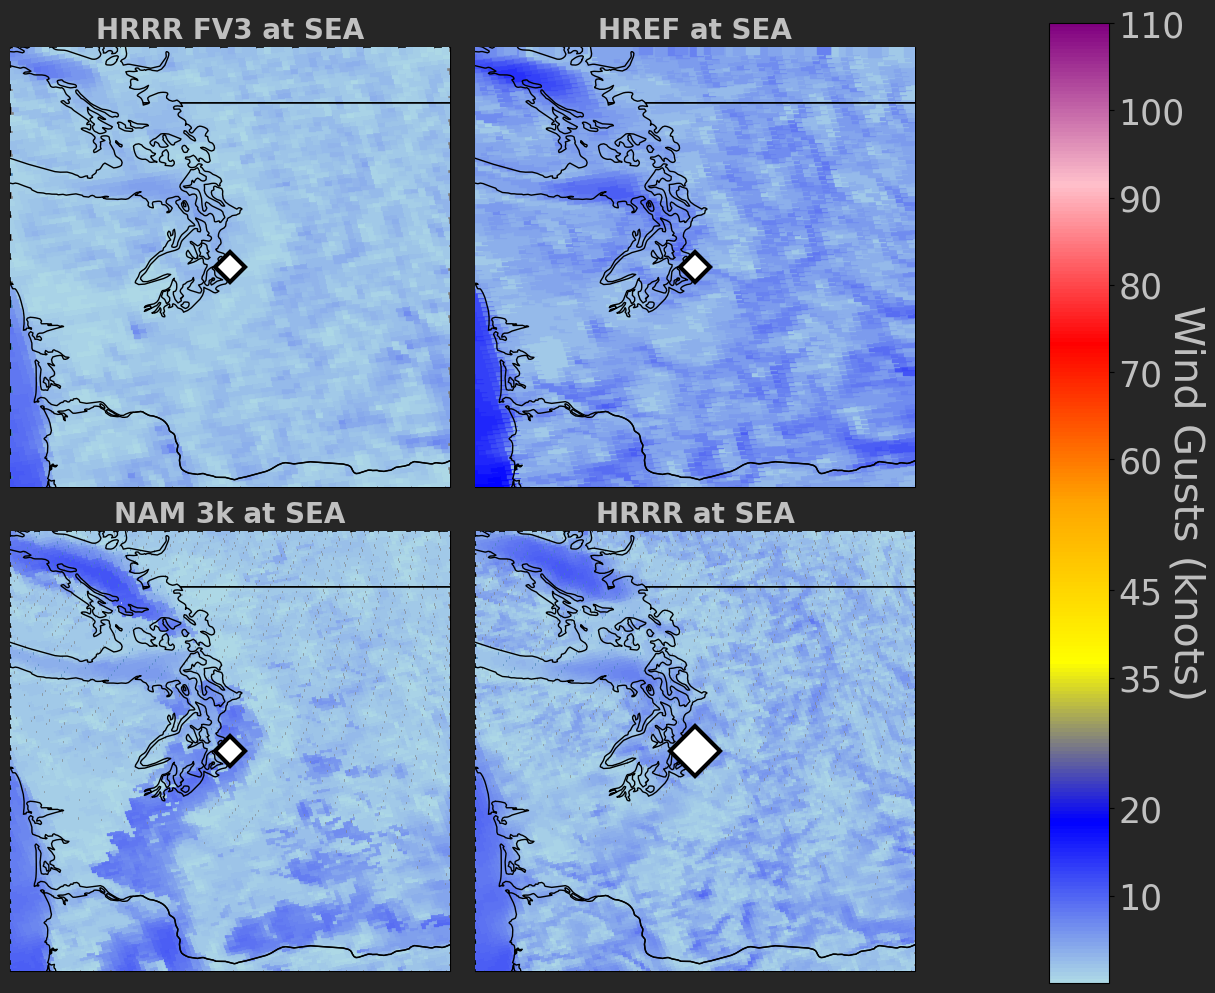 HRRR FV3 at SEA
HREF at SEA
NAM 3k at SEA
HRRR at SEA
110
100
90
80
70
60
45
35
20
10
Wind Gusts (knots)